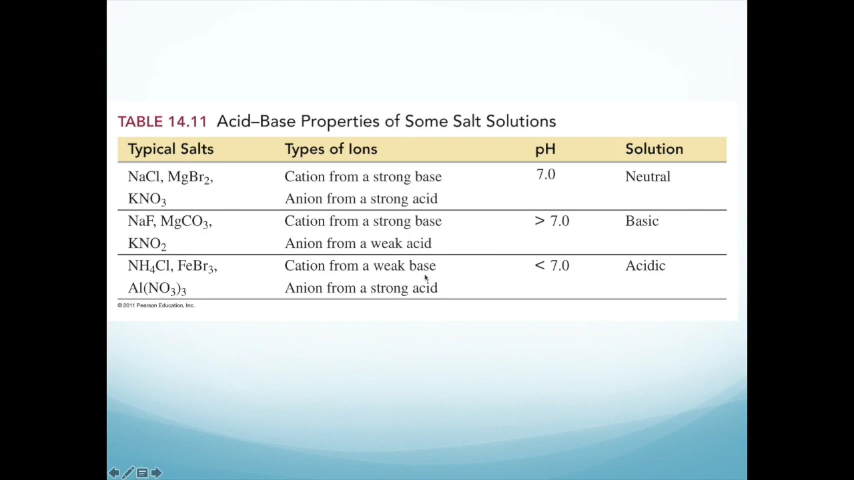 TABLE 14.11 Acid–Base Properties of Some Salt Solutions
Typical Salts Types of Ions pH Solution
NaCl, MgBr₂, Cation from a strong base 7.0 Neutral
KNO₃ Anion from a strong acid
NaF, MgCO₃, Cation from a strong base > 7.0 Basic
KNO₂ Anion from a weak acid
NH₄Cl, FeBr₃, Cation from a weak base < 7.0 Acidic
Al(NO₃)₃ Anion from a strong acid
© 2011 Pearson Education, Inc.